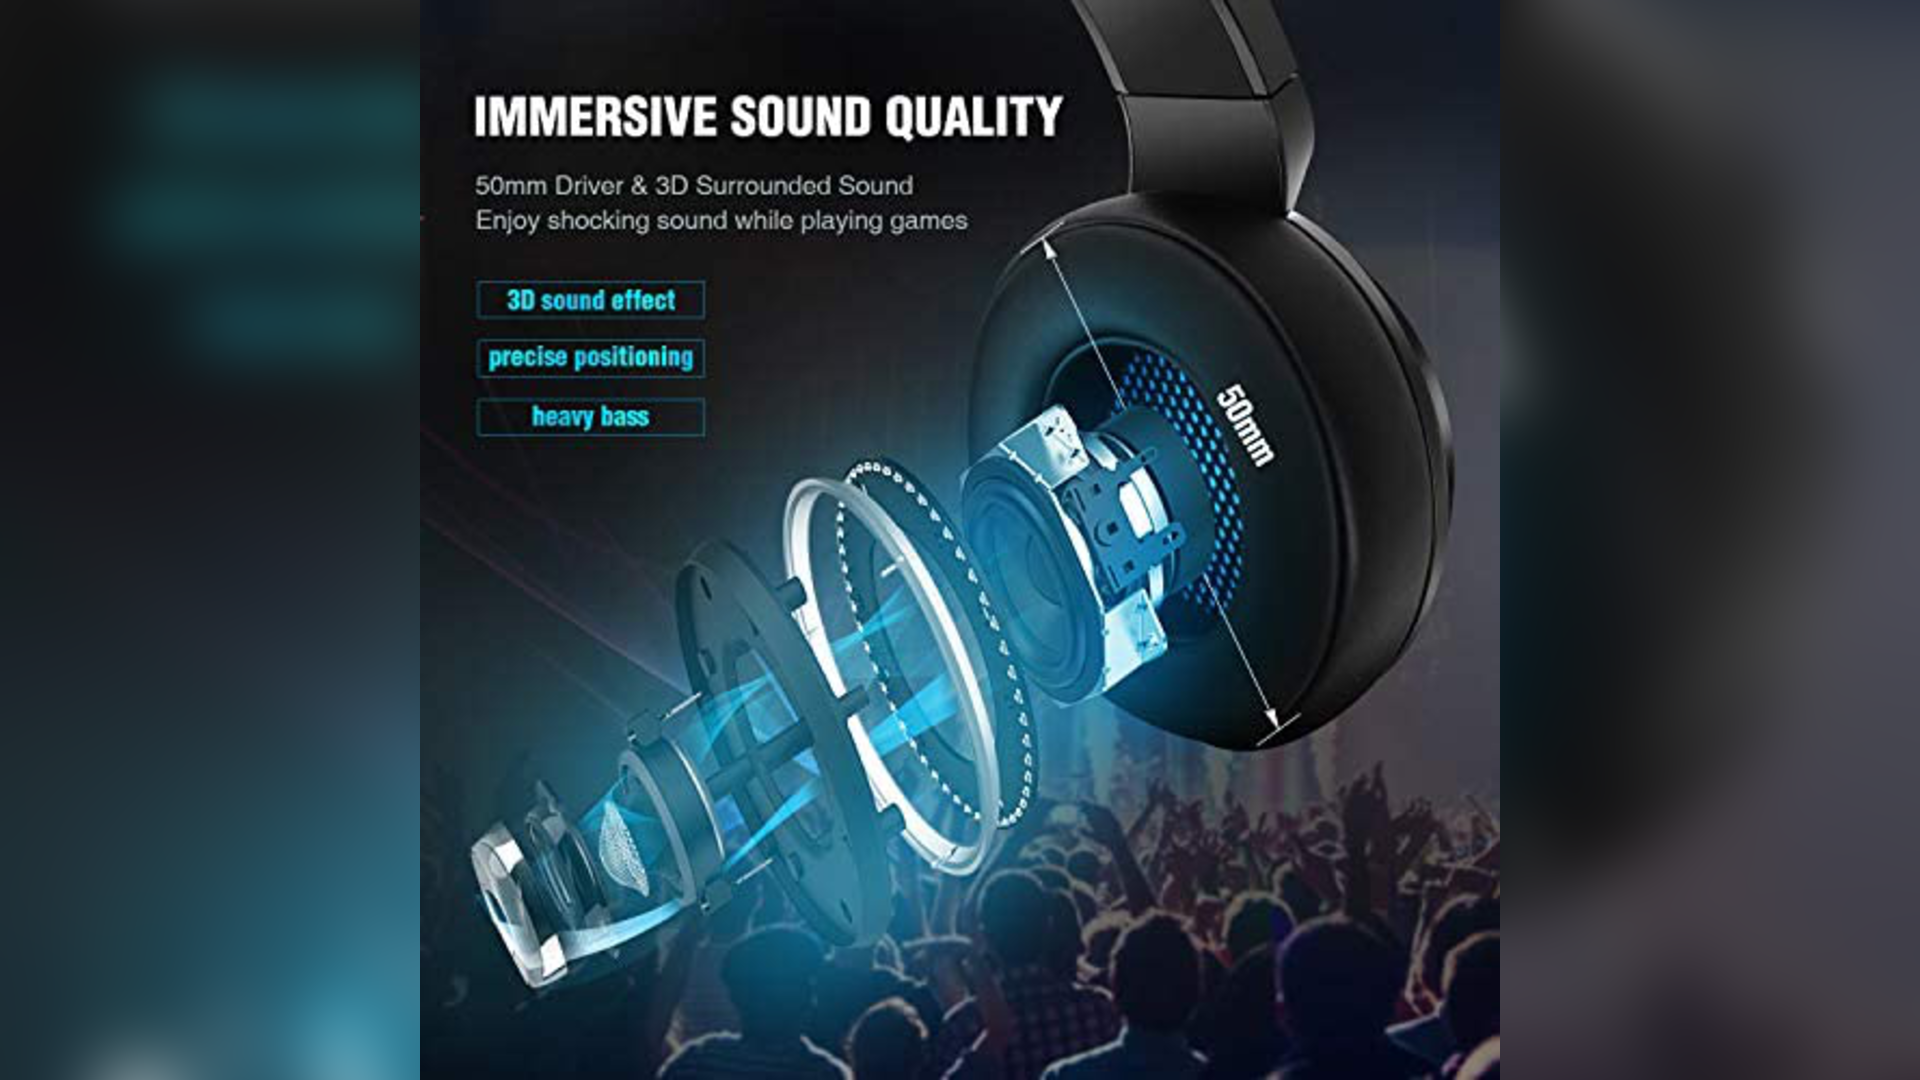 IMMERSIVE SOUND QUALITY
50mm Driver & 3D Surrounded Sound
Enjoy shocking sound while playing games
3D sound effect
precise positioning
heavy bass
50mm